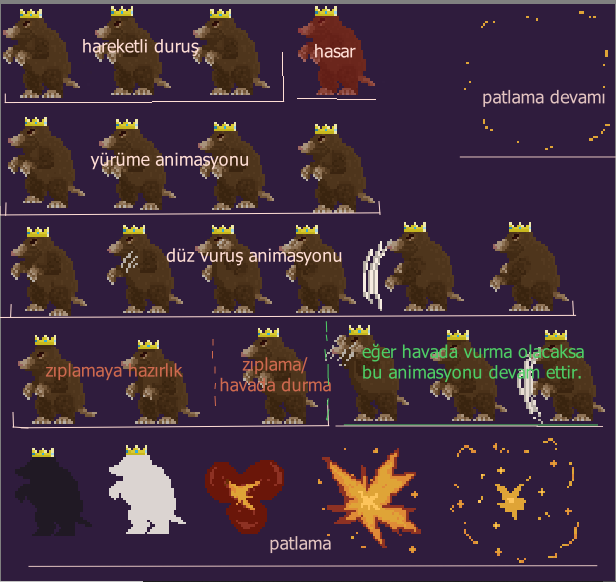 hareketli duruş
hasar
patlama devamı
yürüme animasyonu
düz vuruş animasyonu
zıplamaya hazırlık
zıplama/
havada durma
eğer havada vurma olacaksa
bu animasyonu devam ettir.
patlama